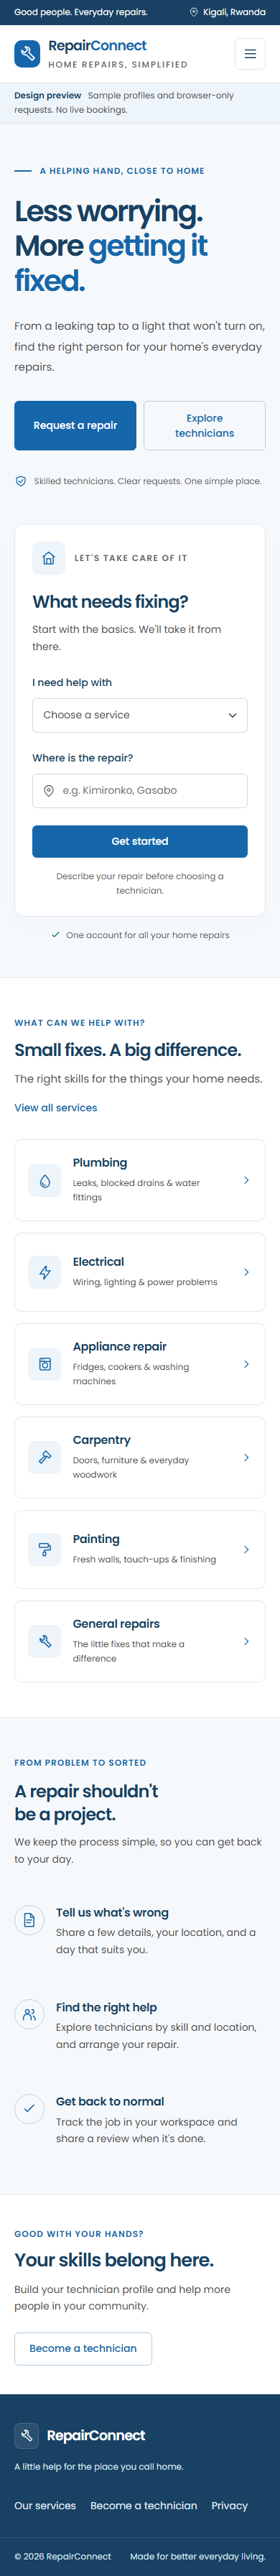 Good people. Everyday repairs.
Kigali, Rwanda
RepairConnect
HOME REPAIRS, SIMPLIFIED
Design preview Sample profiles and browser-only
requests. No live bookings.
A HELPING HAND, CLOSE TO HOME
Less worrying.
More getting it
fixed.
From a leaking tap to a light that won't turn on,
find the right person for your home's everyday
repairs.
Request a repair
Explore
technicians
Skilled technicians. Clear requests. One simple place.
LET'S TAKE CARE OF IT
What needs fixing?
Start with the basics. We'll take it from
there.
I need help with
Choose a service
Where is the repair?
e.g. Kimironko, Gasabo
Get started
Describe your repair before choosing a
technician.
One account for all your home repairs
WHAT CAN WE HELP WITH?
Small fixes. A big difference.
The right skills for the things your home needs.
View all services
Plumbing
Leaks, blocked drains & water
fittings
Electrical
Wiring, lighting & power problems
Appliance repair
Fridges, cookers & washing
machines
Carpentry
Doors, furniture & everyday
woodwork
Painting
Fresh walls, touch-ups & finishing
General repairs
The little fixes that make a
difference
FROM PROBLEM TO SORTED
A repair shouldn't
be a project.
We keep the process simple, so you can get back
to your day.
Tell us what's wrong
Share a few details, your location, and a
day that suits you.
Find the right help
Explore technicians by skill and location,
and arrange your repair.
Get back to normal
Track the job in your workspace and
share a review when it's done.
GOOD WITH YOUR HANDS?
Your skills belong here.
Build your technician profile and help more
people in your community.
Become a technician
RepairConnect
A little help for the place you call home.
Our services Become a technician Privacy
© 2026 RepairConnect Made for better everyday living.